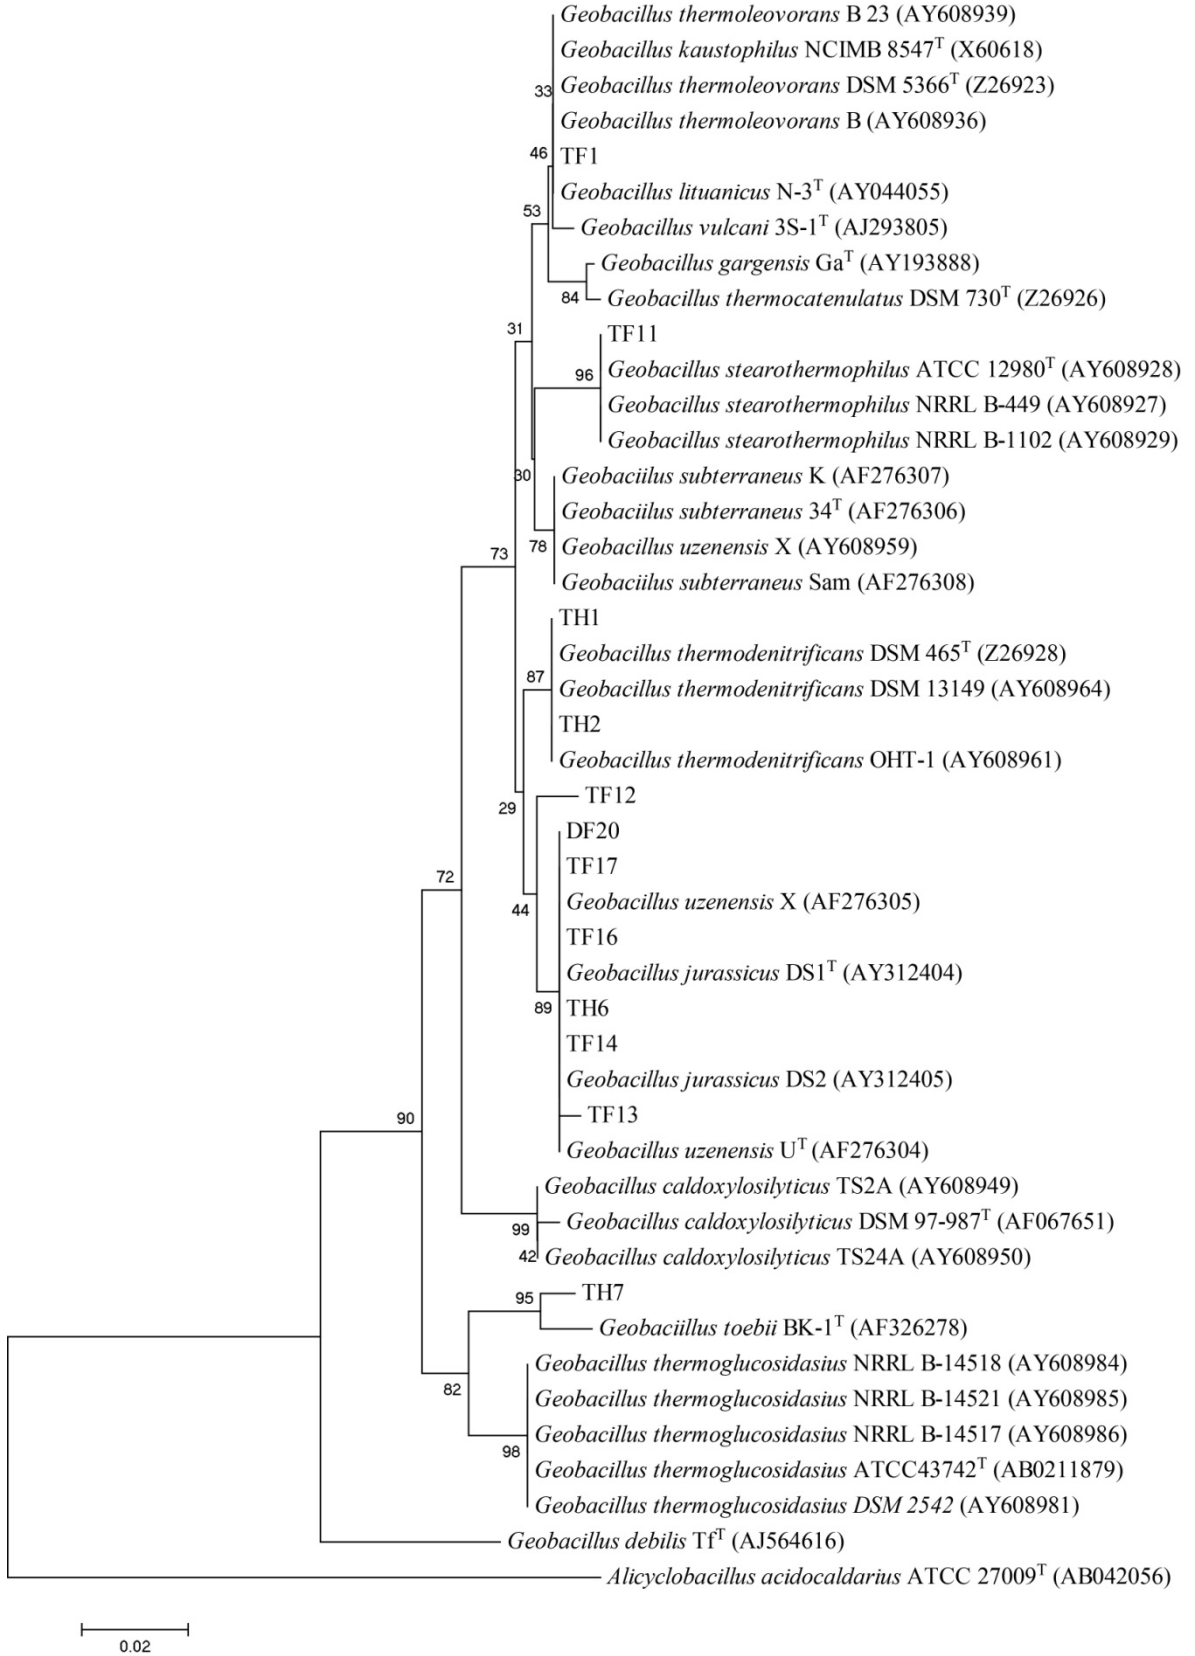 Geobacillus thermoleovorans B 23 (AY608939)
Geobacillus kaustophilus NCIMB 8547T (X60618)
33
Geobacillus thermoleovorans DSM 5366T (Z26923)
Geobacillus thermoleovorans B (AY608936)
46
TF1
Geobacillus lituanicus N-3T (AY044055)
53
Geobacillus vulcani 3S-1T (AJ293805)
Geobacillus gargensis GaT (AY193888)
84
Geobacillus thermocatenulatus DSM 730T (Z26926)
31
TF11
96
Geobacillus stearothermophilus ATCC 12980T (AY608928)
Geobacillus stearothermophilus NRRL B-449 (AY608927)
Geobacillus stearothermophilus NRRL B-1102 (AY608929)
30
Geobaciilus subterraneus K (AF276307)
Geobaciilus subterraneus 34T (AF276306)
73
78
Geobacillus uzenensis X (AY608959)
Geobaciilus subterraneus Sam (AF276308)
TH1
Geobacillus thermodenitrificans DSM 465T (Z26928)
87
Geobacillus thermodenitrificans DSM 13149 (AY608964)
TH2
Geobacillus thermodenitrificans OHT-1 (AY608961)
29
TF12
DF20
72
TF17
44
Geobacillus uzenensis X (AF276305)
TF16
Geobacillus jurassicus DS1T (AY312404)
89
TH6
TF14
Geobacillus jurassicus DS2 (AY312405)
90
TF13
Geobacillus uzenensis UT (AF276304)
Geobacillus caldoxylosilyticus TS2A (AY608949)
99
Geobacillus caldoxylosilyticus DSM 97-987T (AF067651)
42
Geobacillus caldoxylosilyticus TS24A (AY608950)
95
TH7
Geobaciillus toebii BK-1T (AF326278)
Geobacillus thermoglucosidasius NRRL B-14518 (AY608984)
82
Geobacillus thermoglucosidasius NRRL B-14521 (AY608985)
Geobacillus thermoglucosidasius NRRL B-14517 (AY608986)
98
Geobacillus thermoglucosidasius ATCC43742T (AB0211879)
Geobacillus thermoglucosidasius DSM 2542 (AY608981)
Geobacillus debilis TfT (AJ564616)
Alicyclobacillus acidocaldarius ATCC 27009T (AB042056)
0.02